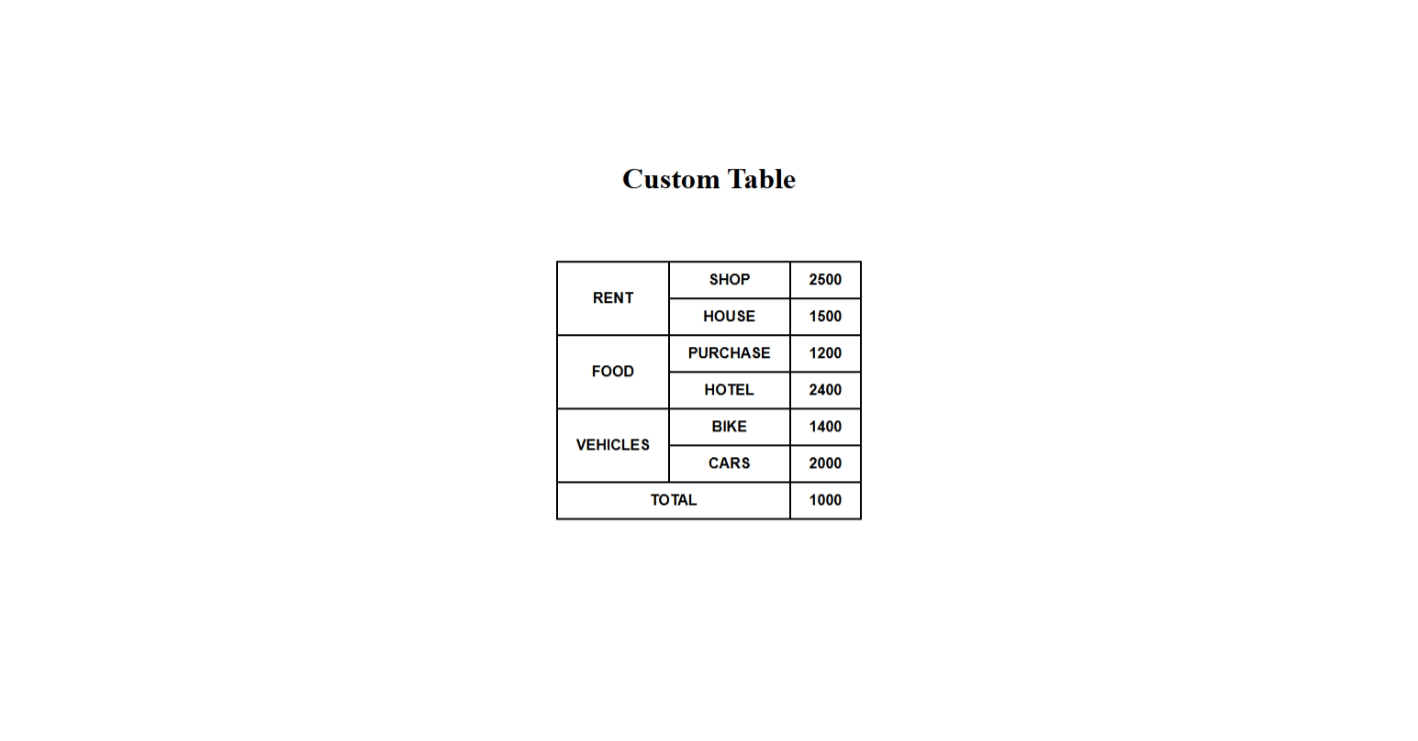 Custom Table
RENT SHOP 2500
HOUSE 1500
FOOD PURCHASE 1200
HOTEL 2400
VEHICLES BIKE 1400
CARS 2000
TOTAL 1000